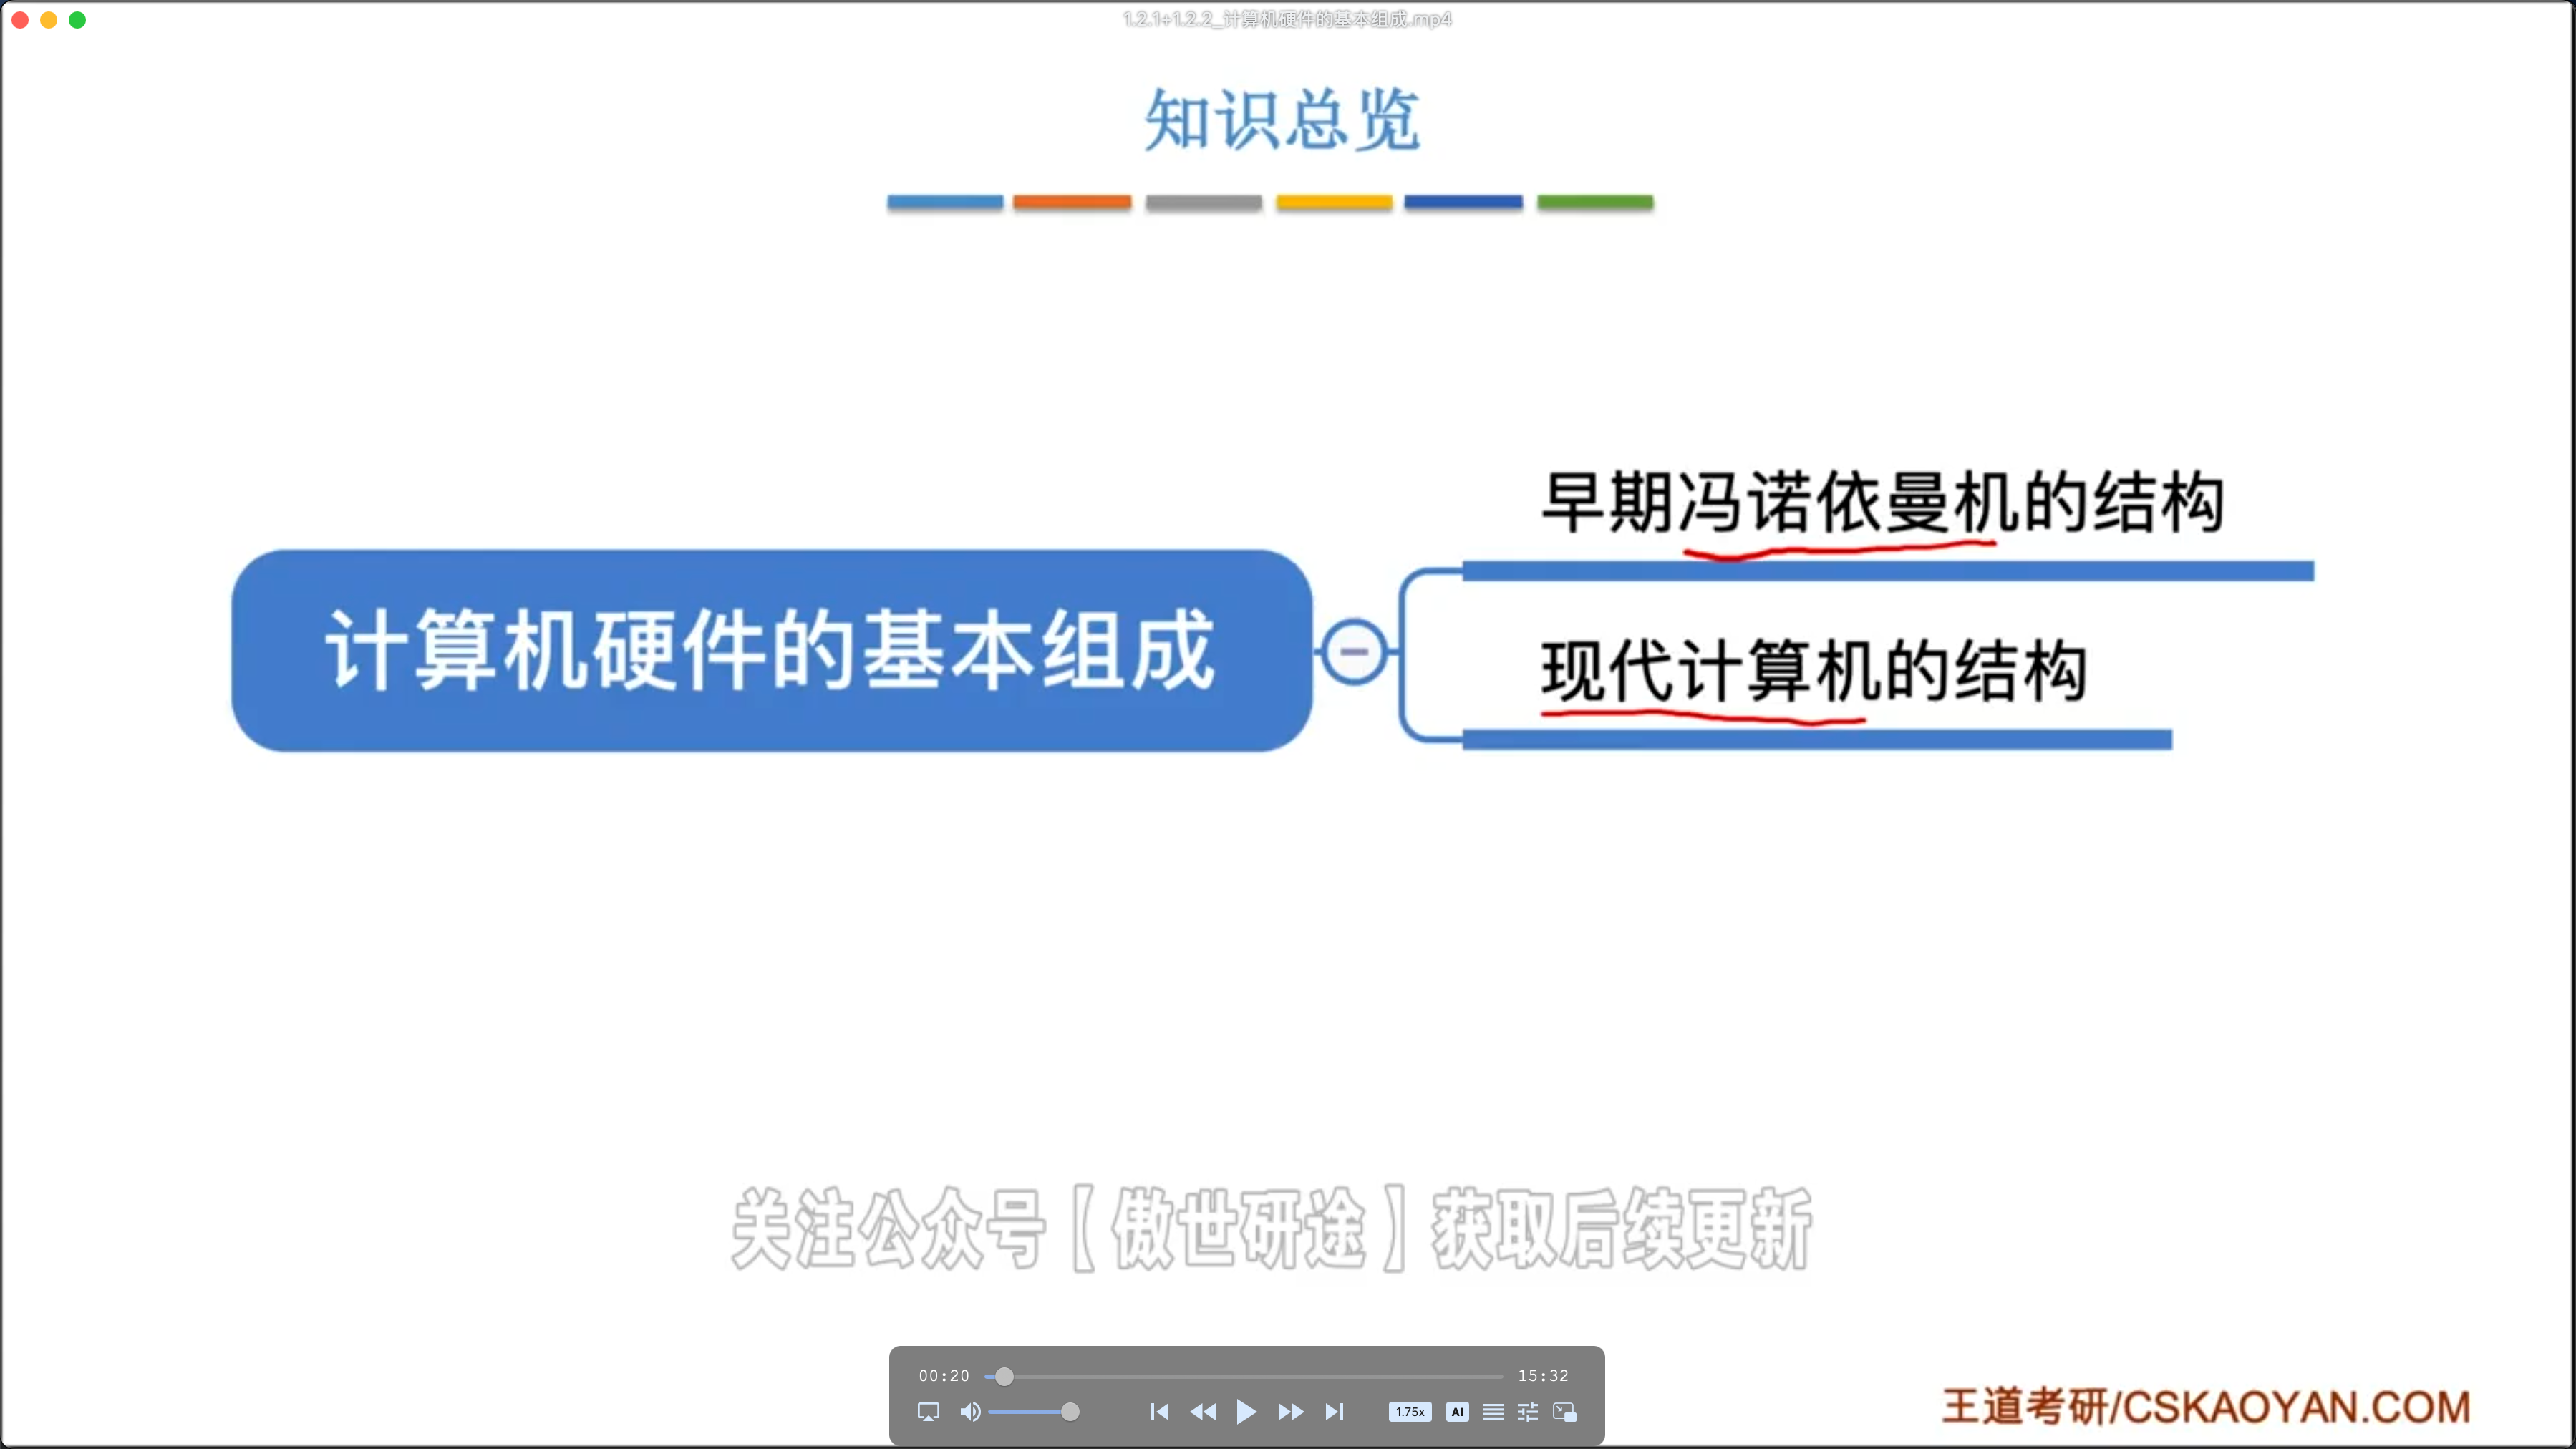 1.2.1+1.2.2_计算机硬件的基本组成.mp4
知识总览
早期冯诺依曼机的结构
计算机硬件的基本组成
现代计算机的结构
关注公众号【傲世研途】获取后续更新
00:20
15:32
1.75x
AI
王道考研/CSKAOYAN.COM